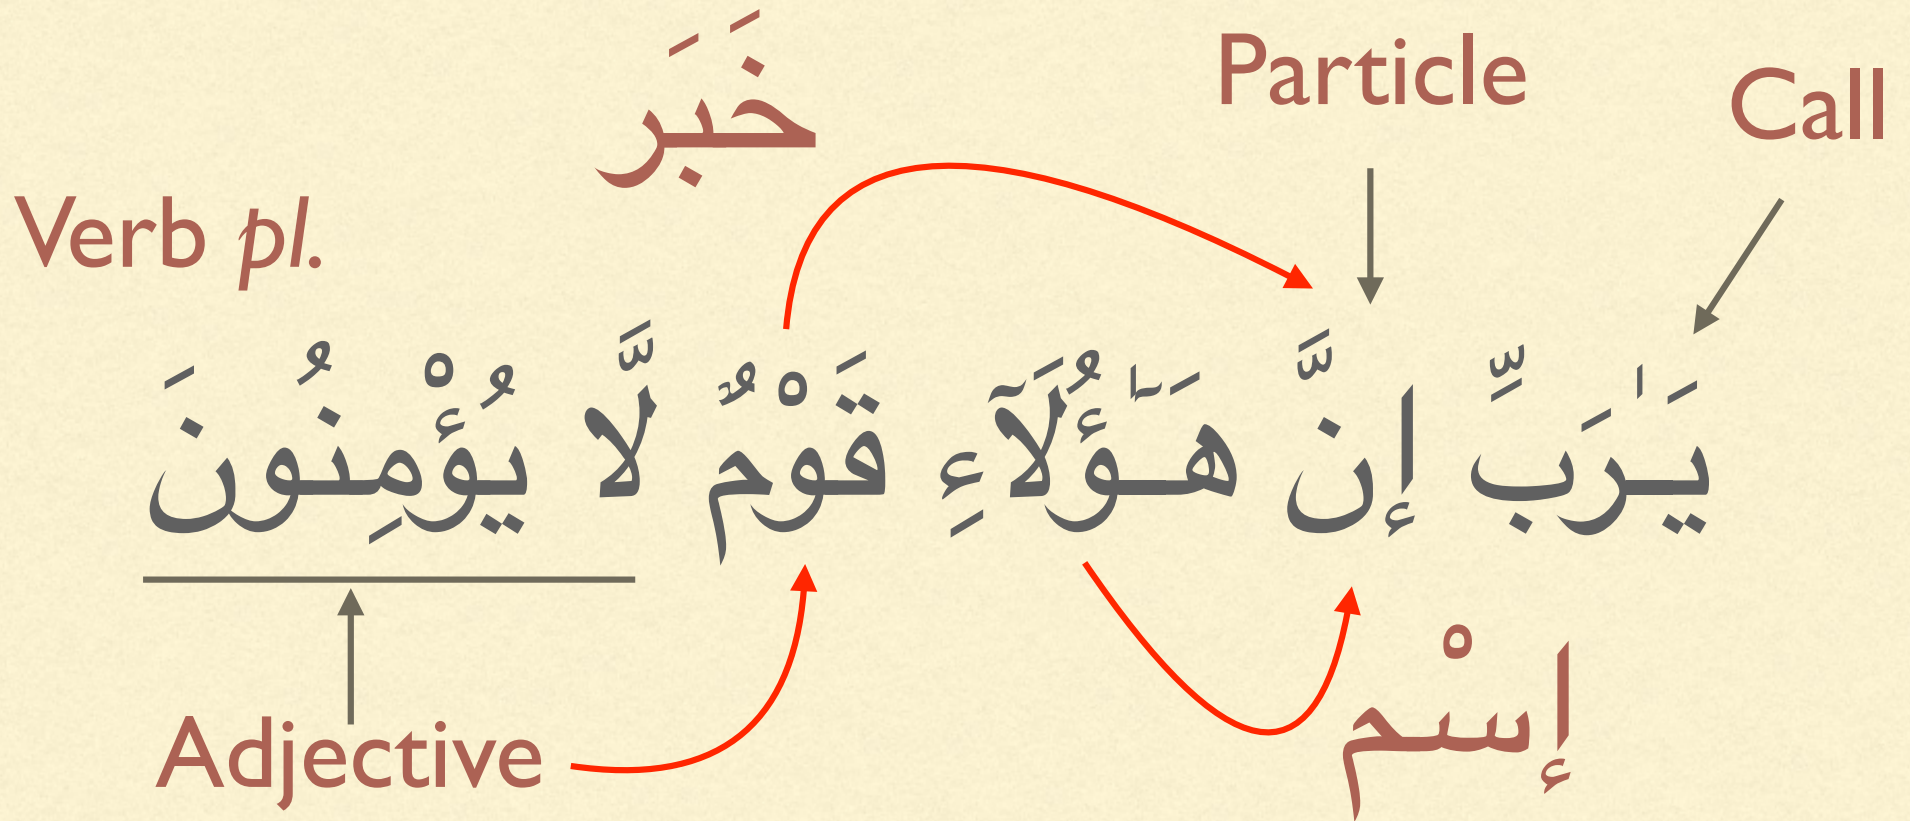 خَبَر
Particle
Call
Verb pl.
يَـٰرَبِّ إِنَّ هَـٰٓؤُلَآءِ قَوْمٌ لَّا يُؤْمِنُونَ
Adjective
إِسْم